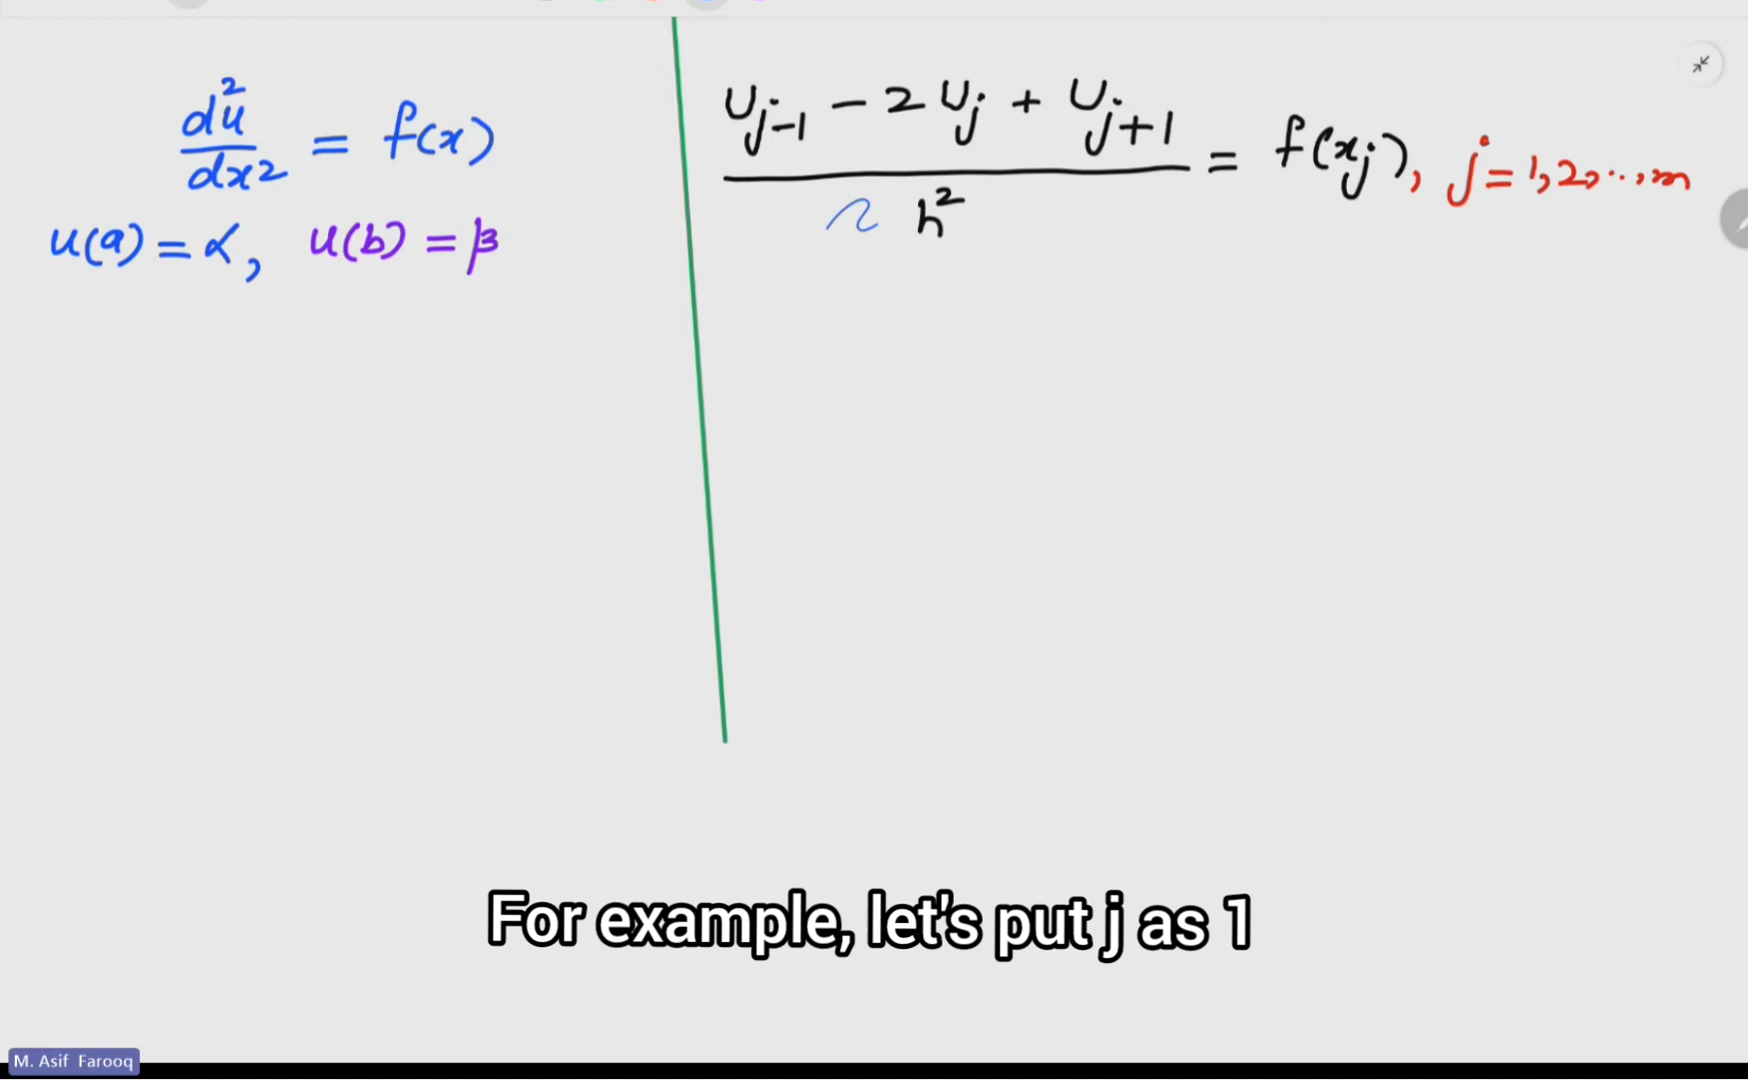 d²u/dx2 = f(x)
u(a) = α, u(b) = β
(U_{j-1} - 2U_j + U_{j+1})/h² = f(x_j), j = 1, 2, ..., m
For example, let's put j as 1
M. Asif Farooq